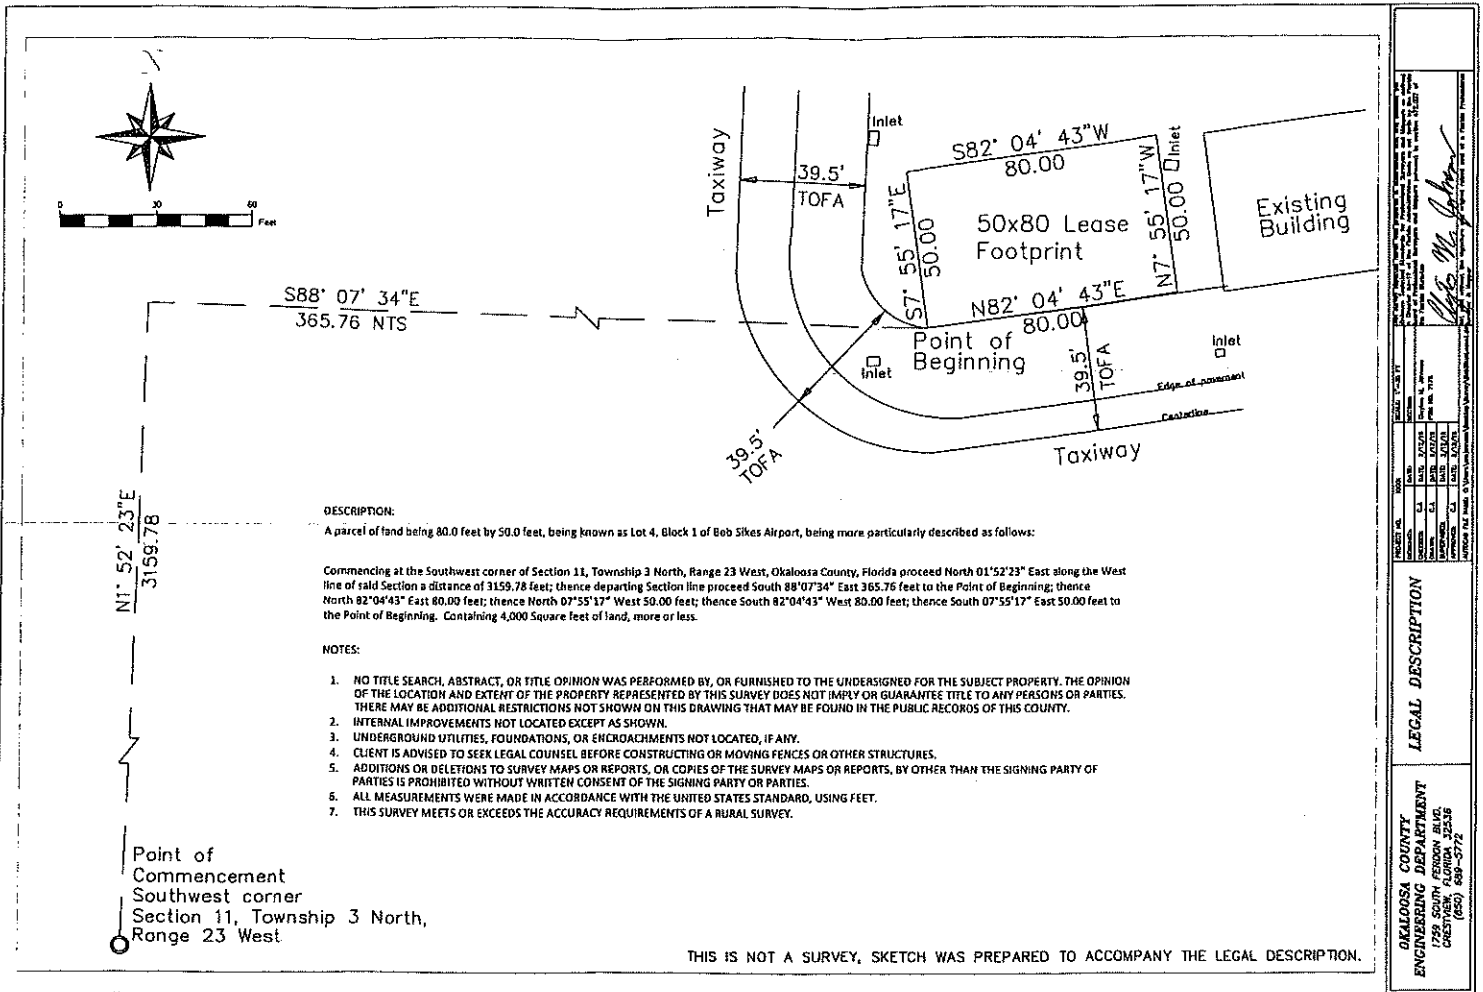 0 30 60
Feet
Taxiway
39.5'
TOFA
Inlet
S82° 04' 43"W
80.00
S7° 55' 17"E
50.00
50x80 Lease
Footprint
N7° 55' 17"W
50.00
Inlet
Existing
Building
S88° 07' 34"E
365.76 NTS
N82° 04' 43"E
80.00
Point of
Beginning
Inlet
39.5'
TOFA
Inlet
Edge of pavement
Centerline
39.5'
TOFA
Taxiway
N1° 52' 23"E
3159.78
DESCRIPTION:
A parcel of land being 80.0 feet by 50.0 feet, being known as Lot 4, Block 1 of Bob Sikes Airport, being more particularly described as follows:
Commencing at the Southwest corner of Section 11, Township 3 North, Range 23 West, Okaloosa County, Florida proceed North 01°52'23" East along the West
line of said Section a distance of 3159.78 feet; thence departing Section line proceed South 88°07'34" East 365.76 feet to the Point of Beginning; thence
North 82°04'43" East 80.00 feet; thence North 07°55'17" West 50.00 feet; thence South 82°04'43" West 80.00 feet; thence South 07°55'17" East 50.00 feet to
the Point of Beginning. Containing 4,000 Square feet of land, more or less.
NOTES:
1. NO TITLE SEARCH, ABSTRACT, OR TITLE OPINION WAS PERFORMED BY, OR FURNISHED TO THE UNDERSIGNED FOR THE SUBJECT PROPERTY. THE OPINION
OF THE LOCATION AND EXTENT OF THE PROPERTY REPRESENTED BY THIS SURVEY DOES NOT IMPLY OR GUARANTEE TITLE TO ANY PERSONS OR PARTIES.
THERE MAY BE ADDITIONAL RESTRICTIONS NOT SHOWN ON THIS DRAWING THAT MAY BE FOUND IN THE PUBLIC RECORDS OF THIS COUNTY.
2. INTERNAL IMPROVEMENTS NOT LOCATED EXCEPT AS SHOWN.
3. UNDERGROUND UTILITIES, FOUNDATIONS, OR ENCROACHMENTS NOT LOCATED, IF ANY.
4. CLIENT IS ADVISED TO SEEK LEGAL COUNSEL BEFORE CONSTRUCTING OR MOVING FENCES OR OTHER STRUCTURES.
5. ADDITIONS OR DELETIONS TO SURVEY MAPS OR REPORTS, OR COPIES OF THE SURVEY MAPS OR REPORTS, BY OTHER THAN THE SIGNING PARTY OF
PARTIES IS PROHIBITED WITHOUT WRITTEN CONSENT OF THE SIGNING PARTY OR PARTIES.
6. ALL MEASUREMENTS WERE MADE IN ACCORDANCE WITH THE UNITED STATES STANDARD, USING FEET.
7. THIS SURVEY MEETS OR EXCEEDS THE ACCURACY REQUIREMENTS OF A RURAL SURVEY.
Point of
Commencement
Southwest corner
Section 11, Township 3 North,
Range 23 West
THIS IS NOT A SURVEY, SKETCH WAS PREPARED TO ACCOMPANY THE LEGAL DESCRIPTION.
LEGAL DESCRIPTION
OKALOOSA COUNTY
ENGINEERING DEPARTMENT
1759 SOUTH FERDON BLVD.
CRESTVIEW, FLORIDA 32536
(850) 689-5772